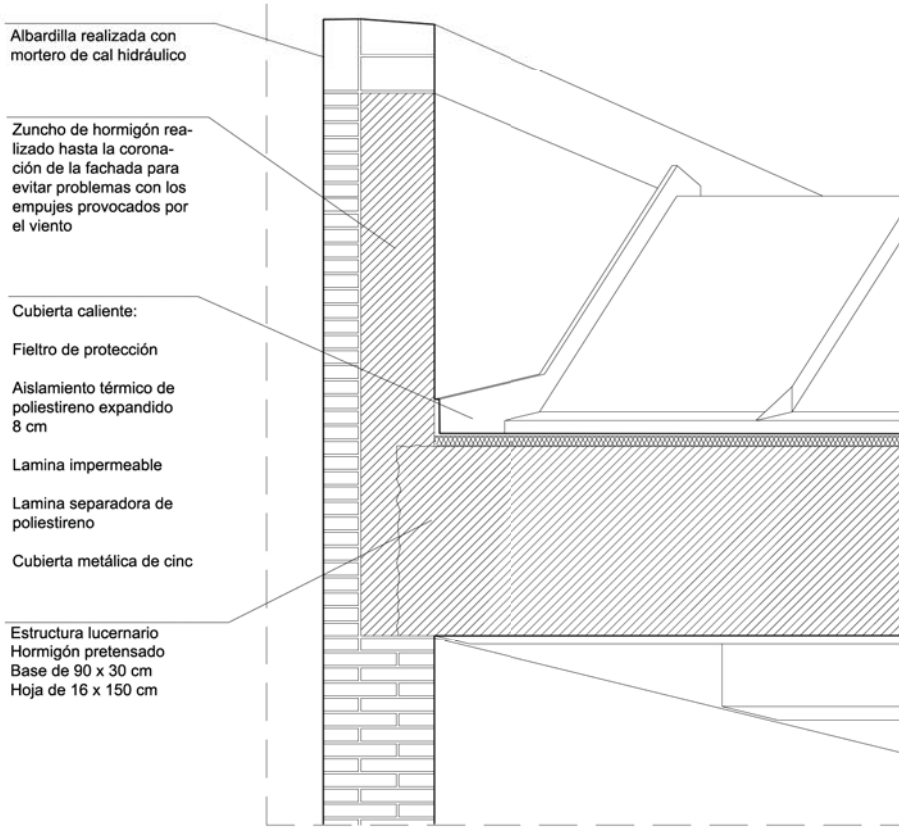 Albardilla realizada con
mortero de cal hidráulico
Zuncho de hormigón rea-
lizado hasta la corona-
ción de la fachada para
evitar problemas con los
empujes provocados por
el viento
Cubierta caliente:
Fieltro de protección
Aislamiento térmico de
poliestireno expandido
8 cm
Lamina impermeable
Lamina separadora de
poliestireno
Cubierta metálica de cinc
Estructura lucernario
Hormigón pretensado
Base de 90 x 30 cm
Hoja de 16 x 150 cm